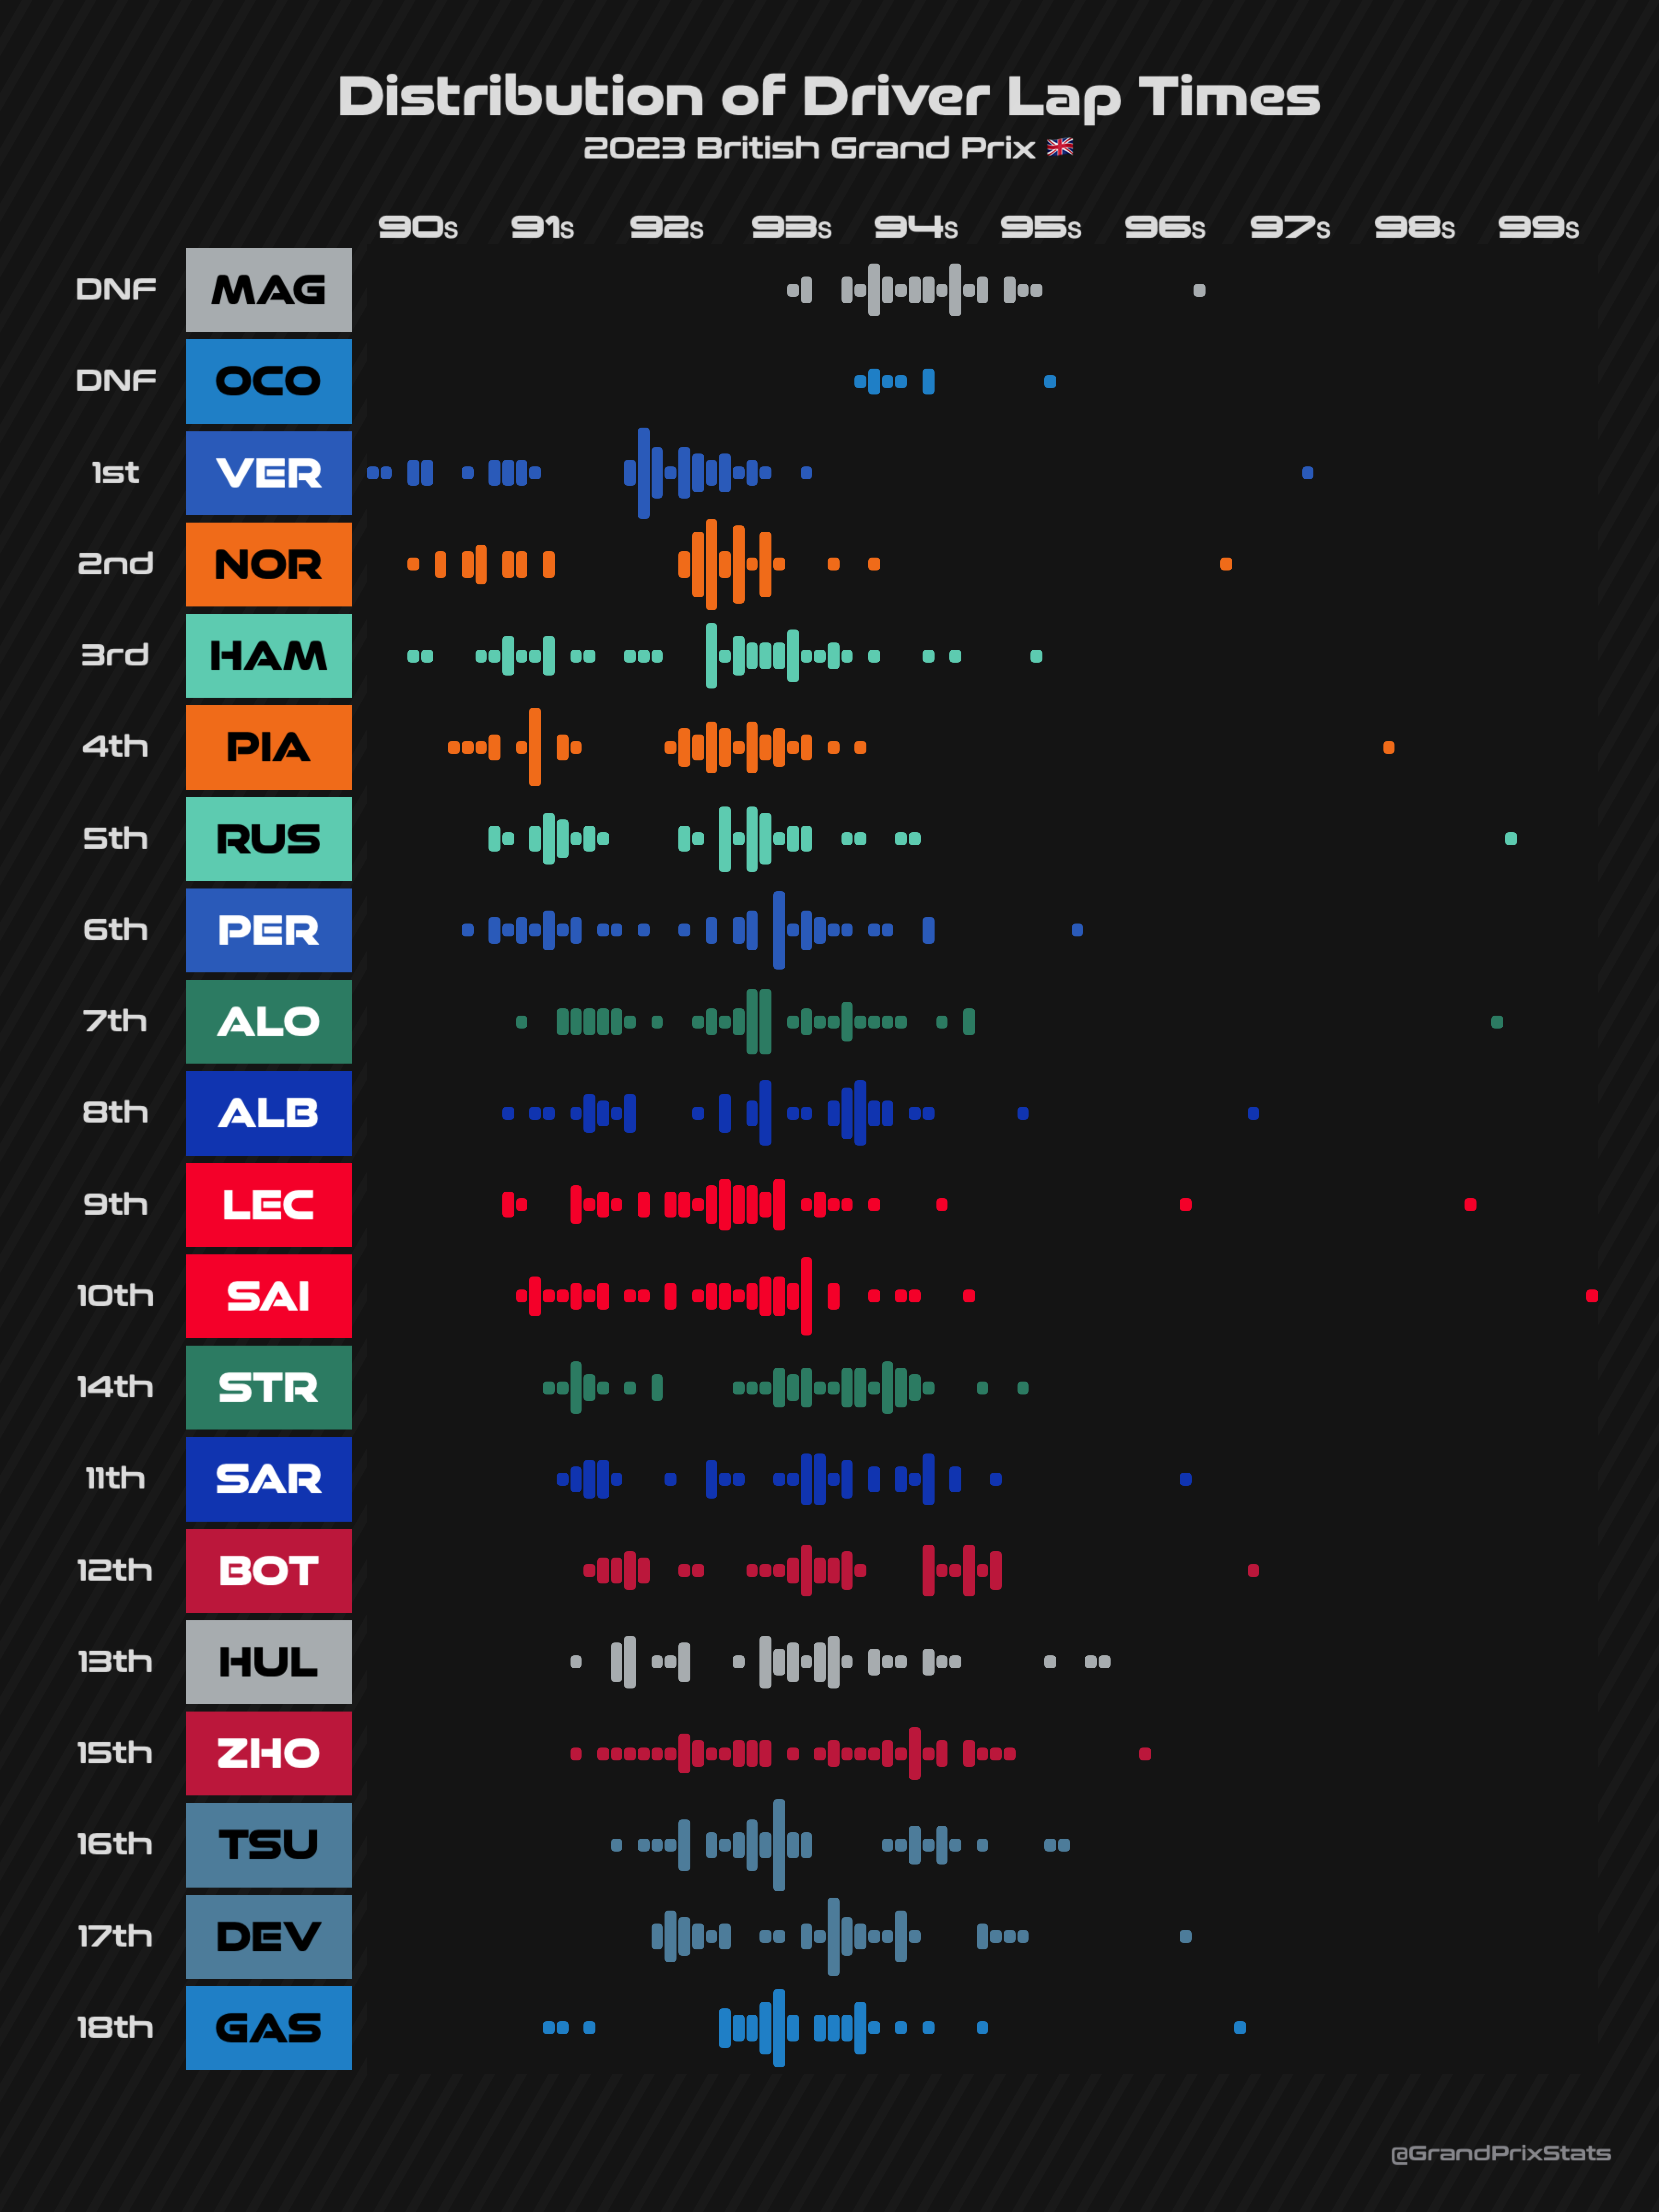 Distribution of Driver Lap Times
2023 British Grand Prix
90s 91s 92s 93s 94s 95s 96s 97s 98s 99s
DNF MAG
DNF OCO
1st VER
2nd NOR
3rd HAM
4th PIA
5th RUS
6th PER
7th ALO
8th ALB
9th LEC
10th SAI
14th STR
11th SAR
12th BOT
13th HUL
15th ZHO
16th TSU
17th DEV
18th GAS
@GrandPrixStats